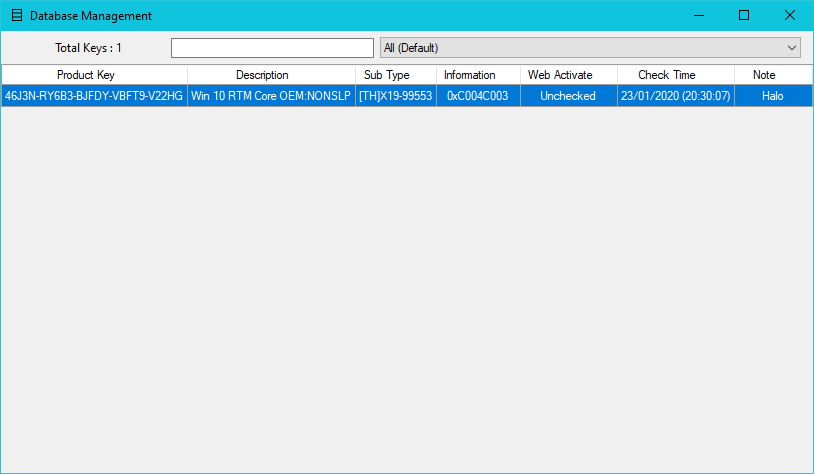 Database Management
Total Keys : 1
All (Default)
Product Key Description Sub Type Information Web Activate Check Time Note
46J3N-RY6B3-BJFDY-VBFT9-V22HG Win 10 RTM Core OEM:NONSLP [TH]X19-99553 0xC004C003 Unchecked 23/01/2020 (20:30:07) Halo